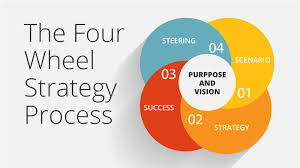 The Four
Wheel
Strategy
Process
STEERING
04
SCENARIO
03
PURPPOSE
AND
VISION
01
SUCCESS
02
STRATEGY